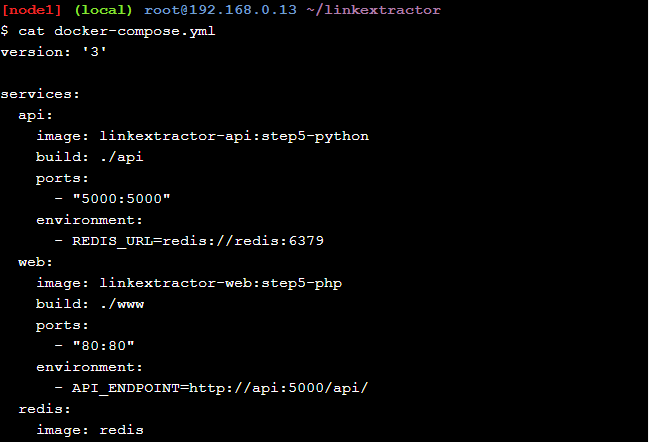 [node1] (local) root@192.168.0.13 ~/linkextractor
$ cat docker-compose.yml
version: '3'

services:
  api:
    image: linkextractor-api:step5-python
    build: ./api
    ports:
      - "5000:5000"
    environment:
      - REDIS_URL=redis://redis:6379
  web:
    image: linkextractor-web:step5-php
    build: ./www
    ports:
      - "80:80"
    environment:
      - API_ENDPOINT=http://api:5000/api/
  redis:
    image: redis